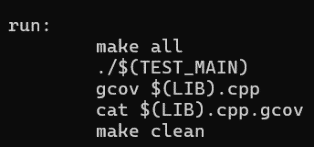 run:
        make all
        ./$(TEST_MAIN)
        gcov $(LIB).cpp
        cat $(LIB).cpp.gcov
        make clean